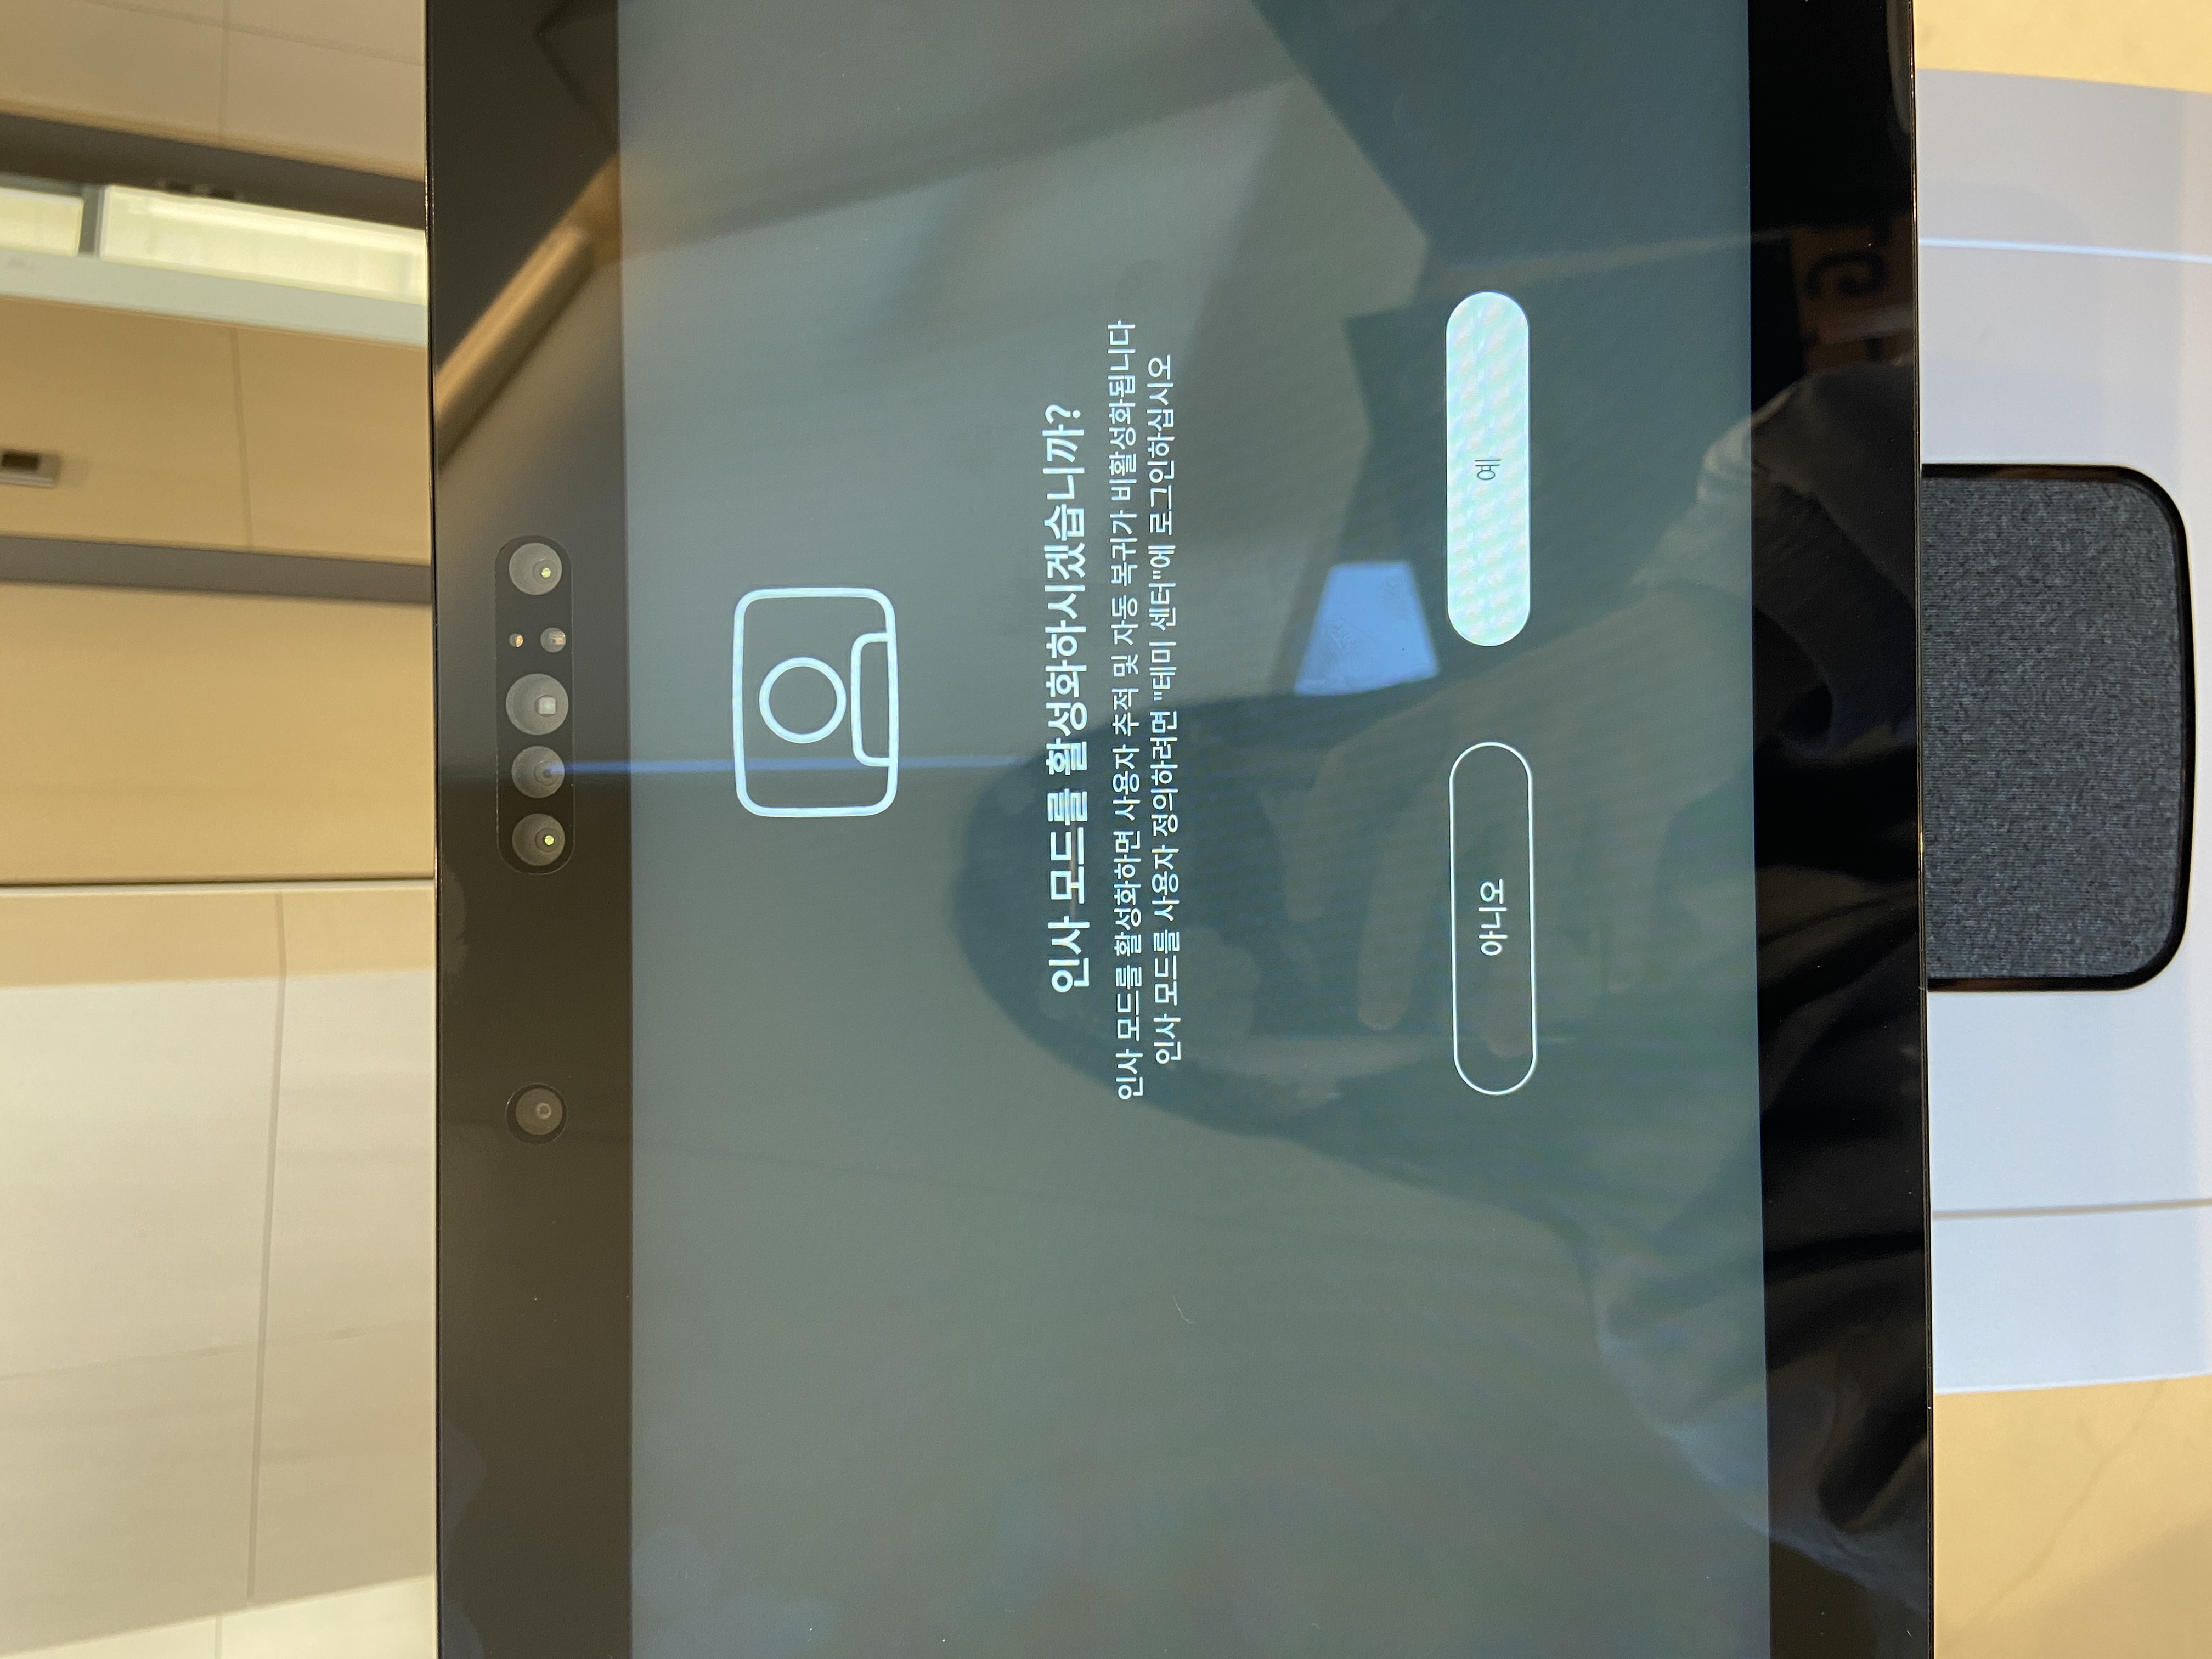 인사 모드를 활성화하시겠습니까?
인사 모드를 활성화하면 사용자 추적 및 자동 복귀가 비활성화됩니다
인사 모드를 사용자 정의하려면 "테미 센터"에 로그인하십시오
아니오
예